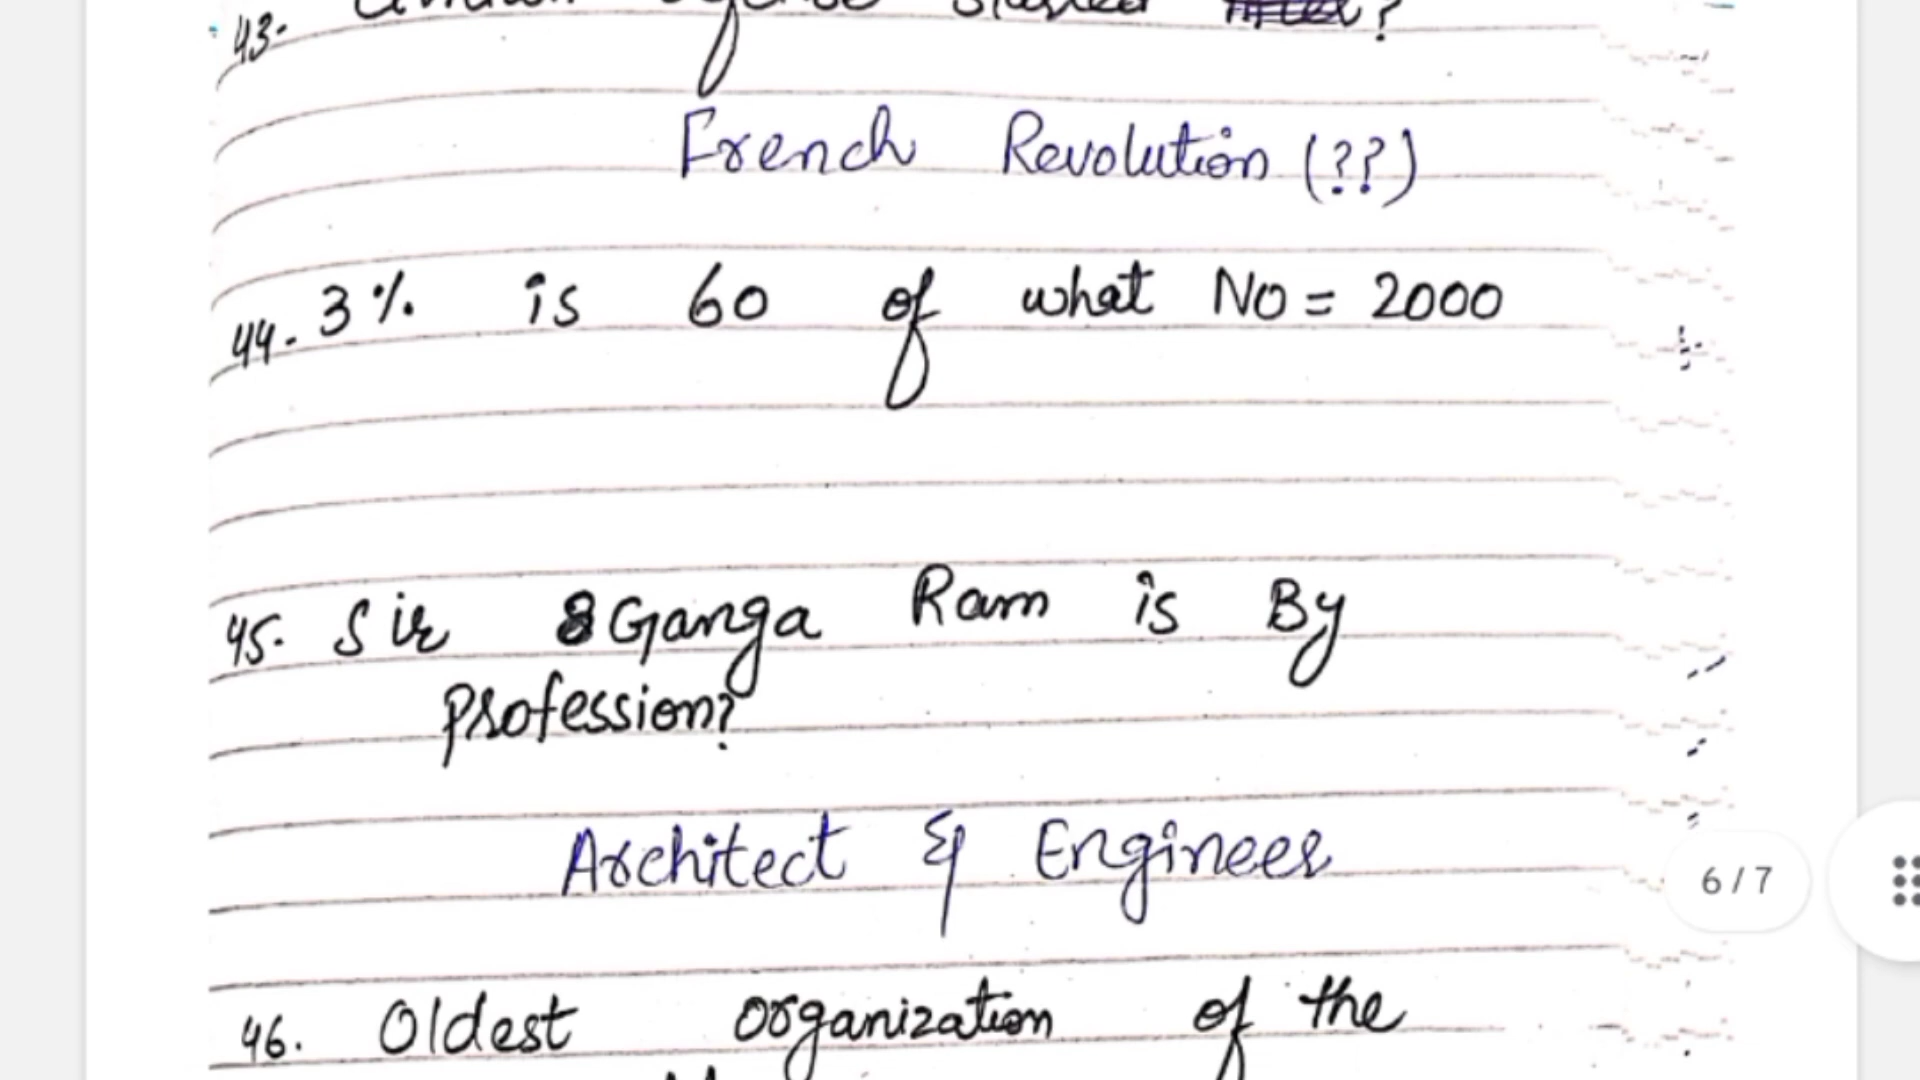 43.
?
French Revolution (??)
44. 3% is 60 of what NO = 2000
45. Sir Ganga Ram is By
profession?
Architect & Engineer
6 / 7
46. Oldest organization of the